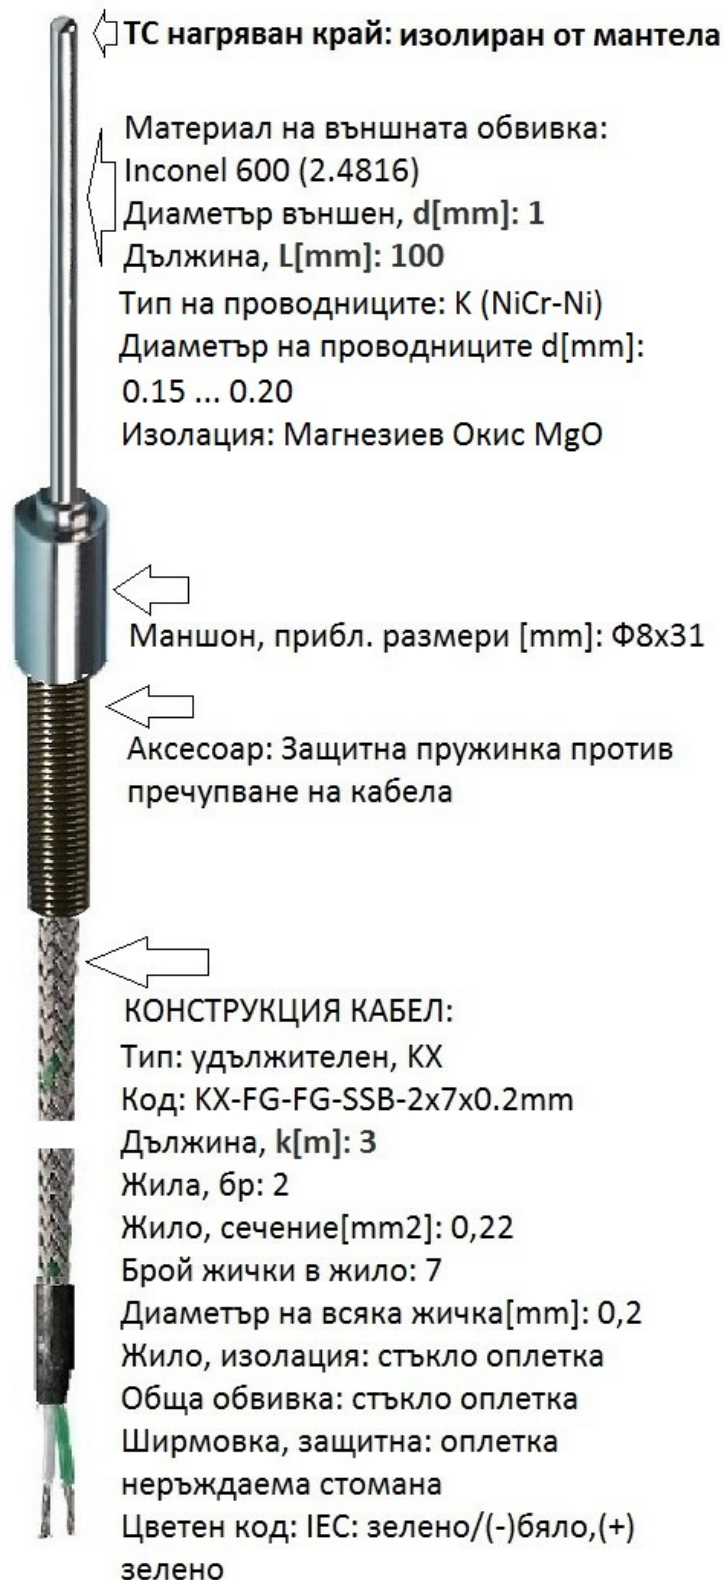 ТС нагряван край: изолиран от мантела
Материал на външната обвивка:
Inconel 600 (2.4816)
Диаметър външен, d[mm]: 1
Дължина, L[mm]: 100
Тип на проводниците: K (NiCr-Ni)
Диаметър на проводниците d[mm]:
0.15 ... 0.20
Изолация: Магнезиев Окис MgO
Маншон, прибл. размери [mm]: Ф8x31
Аксесоар: Защитна пружинка против
пречупване на кабела
КОНСТРУКЦИЯ КАБЕЛ:
Тип: удължителен, KX
Код: KX-FG-FG-SSB-2x7x0.2mm
Дължина, k[m]: 3
Жила, бр: 2
Жило, сечение[mm2]: 0,22
Брой жички в жило: 7
Диаметър на всяка жичка[mm]: 0,2
Жило, изолация: стъкло оплетка
Обща обвивка: стъкло оплетка
Ширмовка, защитна: оплетка
неръждаема стомана
Цветен код: IEC: зелено/(-)бяло,(+)
зелено